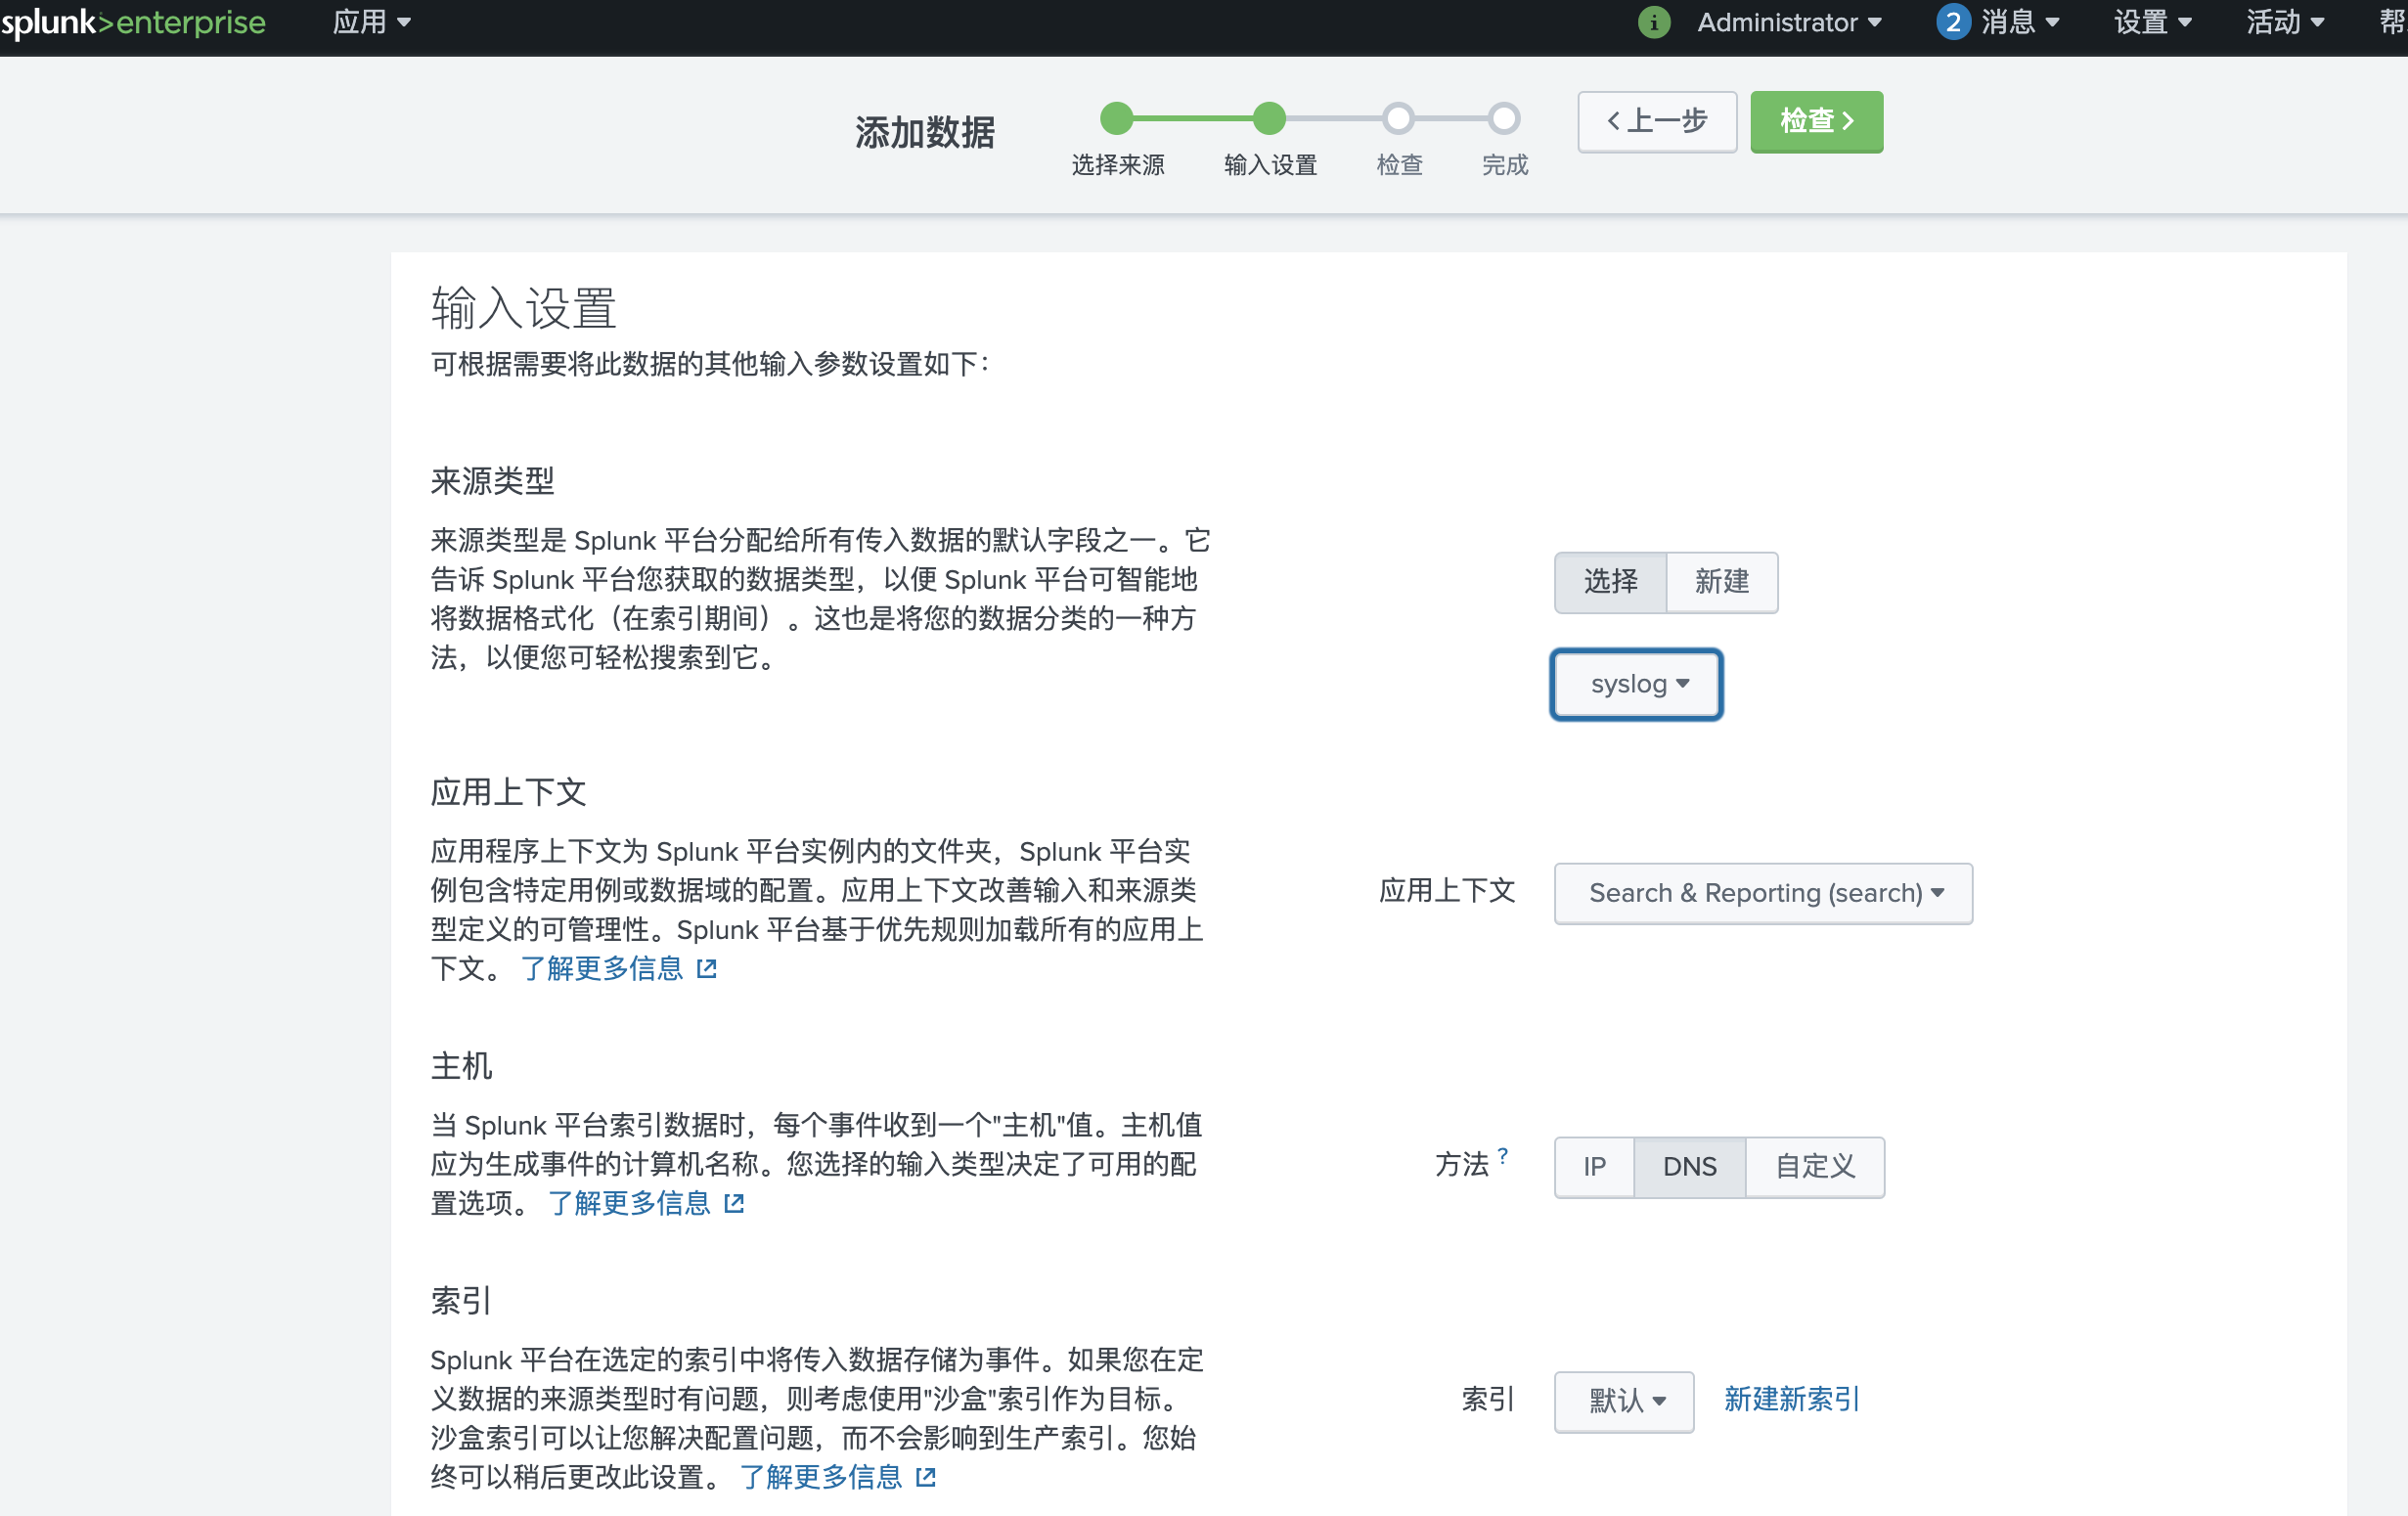 splunk>enterprise 应用 i Administrator 2 消息 设置 活动 帮
添加数据
选择来源 输入设置 检查 完成
上一步 检查
输入设置
可根据需要将此数据的其他输入参数设置如下：
来源类型
来源类型是 Splunk 平台分配给所有传入数据的默认字段之一。它
告诉 Splunk 平台您获取的数据类型，以便 Splunk 平台可智能地
将数据格式化（在索引期间）。这也是将您的数据分类的一种方
法，以便您可轻松搜索到它。
选择 新建
syslog
应用上下文
应用程序上下文为 Splunk 平台实例内的文件夹，Splunk 平台实
例包含特定用例或数据域的配置。应用上下文改善输入和来源类
型定义的可管理性。Splunk 平台基于优先规则加载所有的应用上
下文。 了解更多信息
应用上下文 Search & Reporting (search)
主机
当 Splunk 平台索引数据时，每个事件收到一个"主机"值。主机值
应为生成事件的计算机名称。您选择的输入类型决定了可用的配
置选项。 了解更多信息
方法 ? IP DNS 自定义
索引
Splunk 平台在选定的索引中将传入数据存储为事件。如果您在定
义数据的来源类型时有问题，则考虑使用"沙盒"索引作为目标。
沙盒索引可以让您解决配置问题，而不会影响到生产索引。您始
终可以稍后更改此设置。 了解更多信息
索引 默认 新建新索引